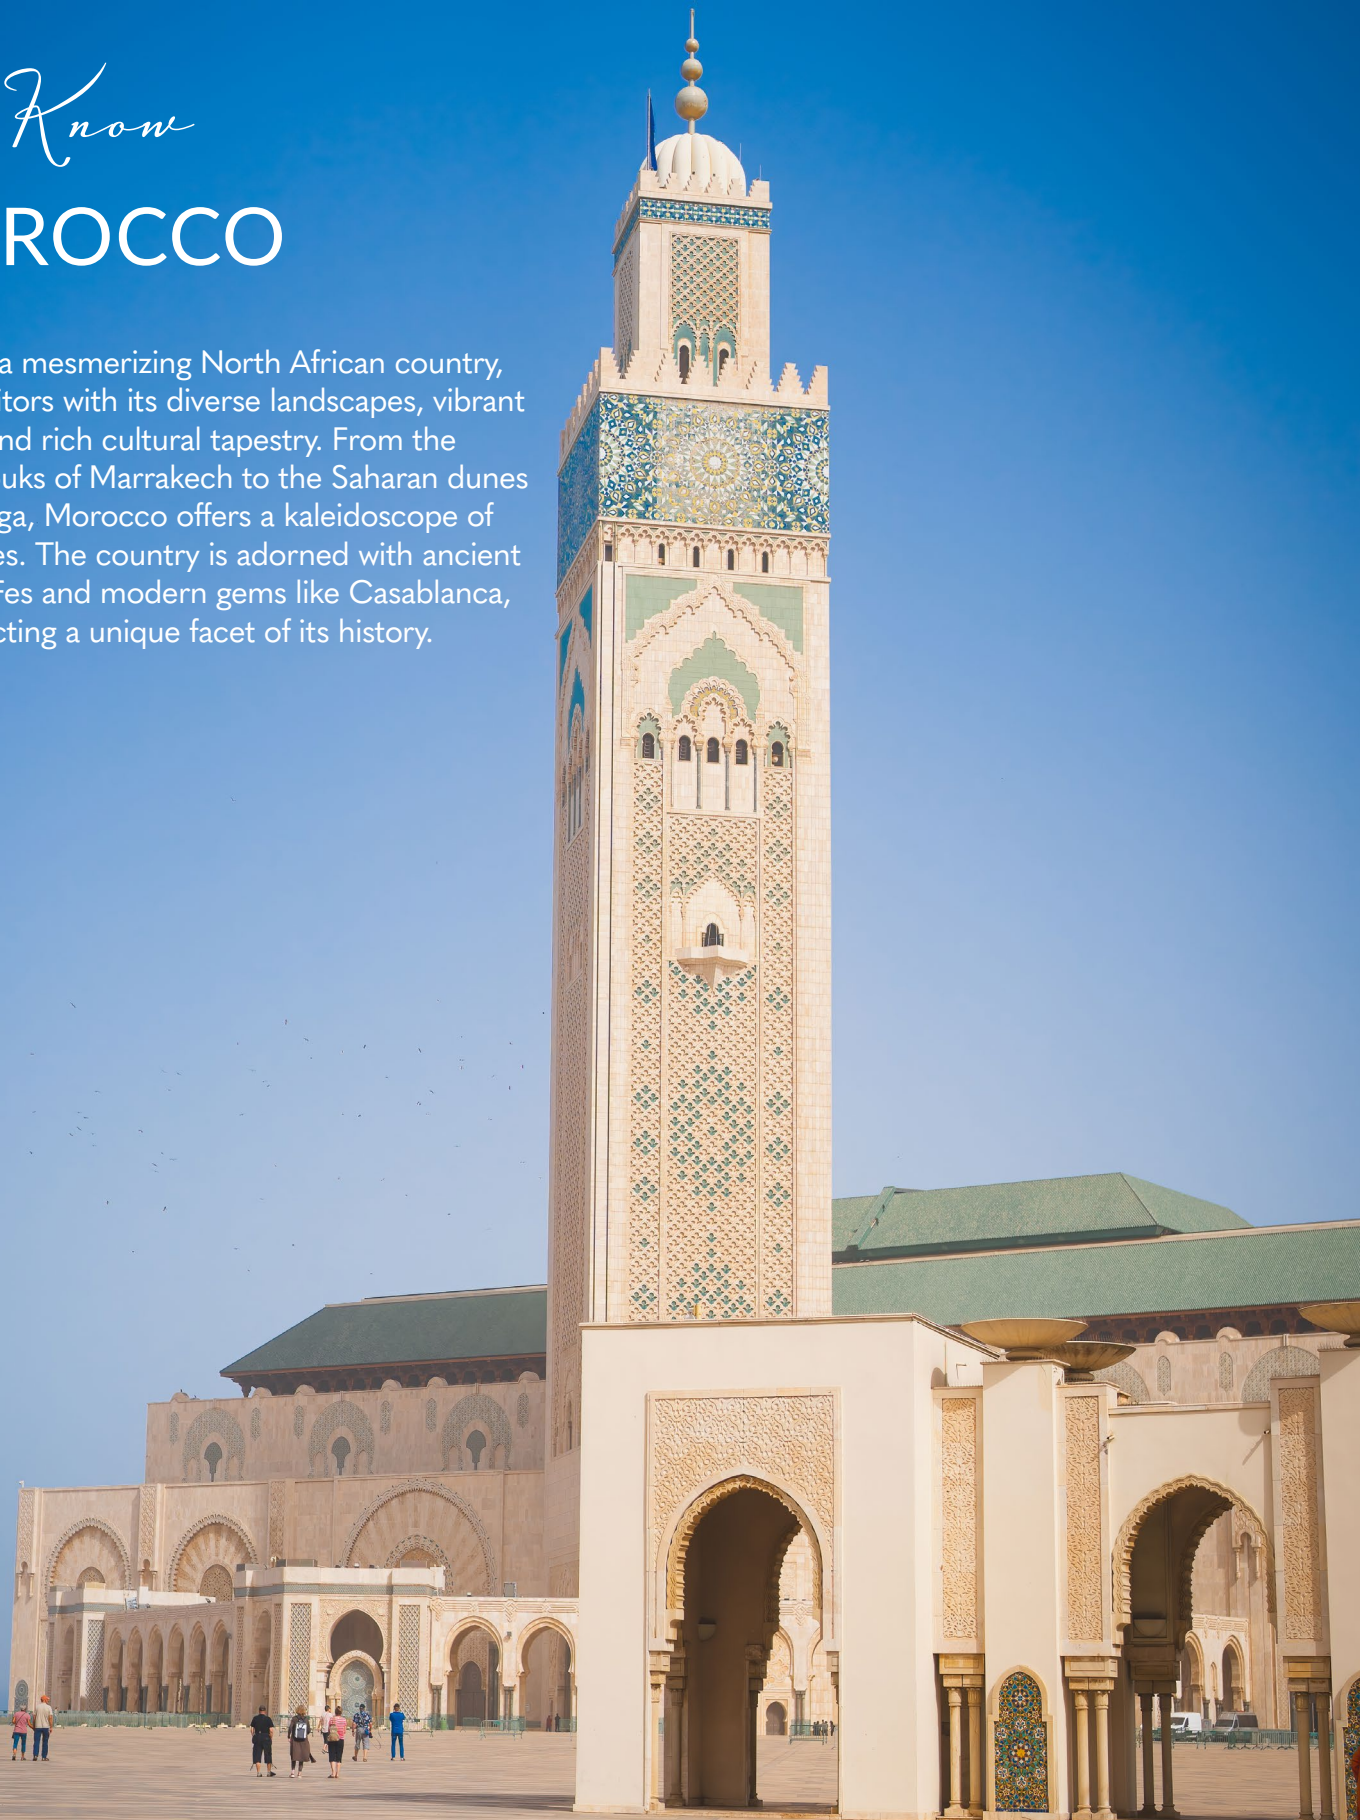 Know
ROCCO
a mesmerizing North African country,
itors with its diverse landscapes, vibrant
nd rich cultural tapestry. From the
uks of Marrakech to the Saharan dunes
ga, Morocco offers a kaleidoscope of
es. The country is adorned with ancient
Fes and modern gems like Casablanca,
cting a unique facet of its history.